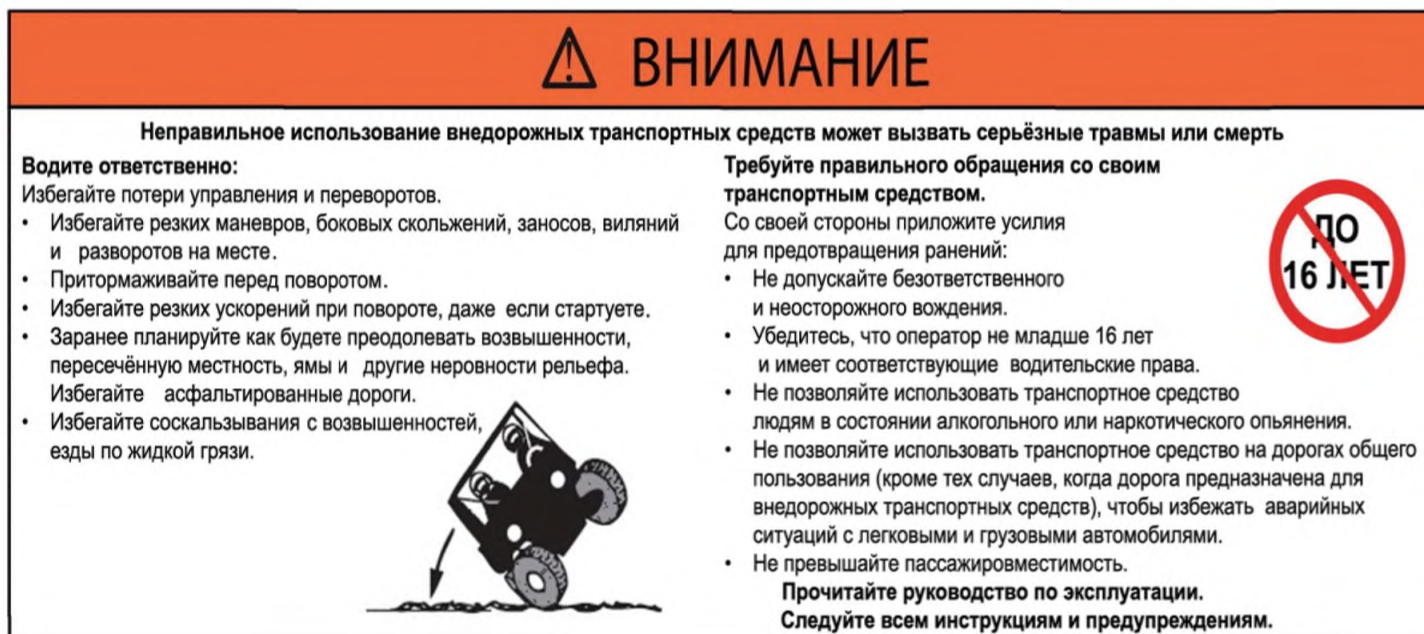 ВНИМАНИЕ
Неправильное использование внедорожных транспортных средств может вызвать серьёзные травмы или смерть
Водите ответственно:
Избегайте потери управления и переворотов.
• Избегайте резких маневров, боковых скольжений, заносов, виляний
и разворотов на месте.
• Притормаживайте перед поворотом.
• Избегайте резких ускорений при повороте, даже если стартуете.
• Заранее планируйте как будете преодолевать возвышенности,
пересечённую местность, ямы и другие неровности рельефа.
Избегайте асфальтированные дороги.
• Избегайте соскальзывания с возвышенностей,
езды по жидкой грязи.
Требуйте правильного обращения со своим
транспортным средством.
Со своей стороны приложите усилия
для предотвращения ранений:
• Не допускайте безответственного
и неосторожного вождения.
• Убедитесь, что оператор не младше 16 лет
и имеет соответствующие водительские права.
• Не позволяйте использовать транспортное средство
людям в состоянии алкогольного или наркотического опьянения.
• Не позволяйте использовать транспортное средство на дорогах общего
пользования (кроме тех случаев, когда дорога предназначена для
внедорожных транспортных средств), чтобы избежать аварийных
ситуаций с легковыми и грузовыми автомобилями.
• Не превышайте пассажировместимость.
Прочитайте руководство по эксплуатации.
Следуйте всем инструкциям и предупреждениям.
ДО
16 ЛЕТ